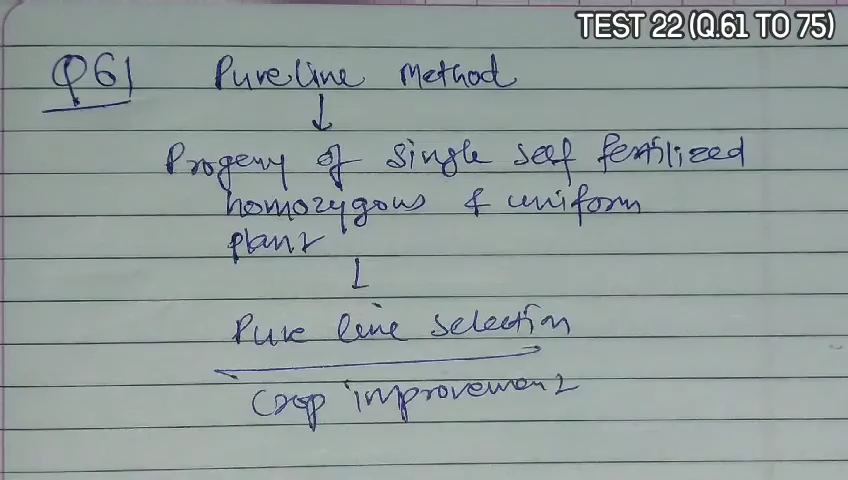 TEST 22 (Q.61 TO 75)
Q61 Pureline Method
↓
Progeny of single self fertilized
homozygous & uniform
plant
↓
Pure line selection
Crop improvement